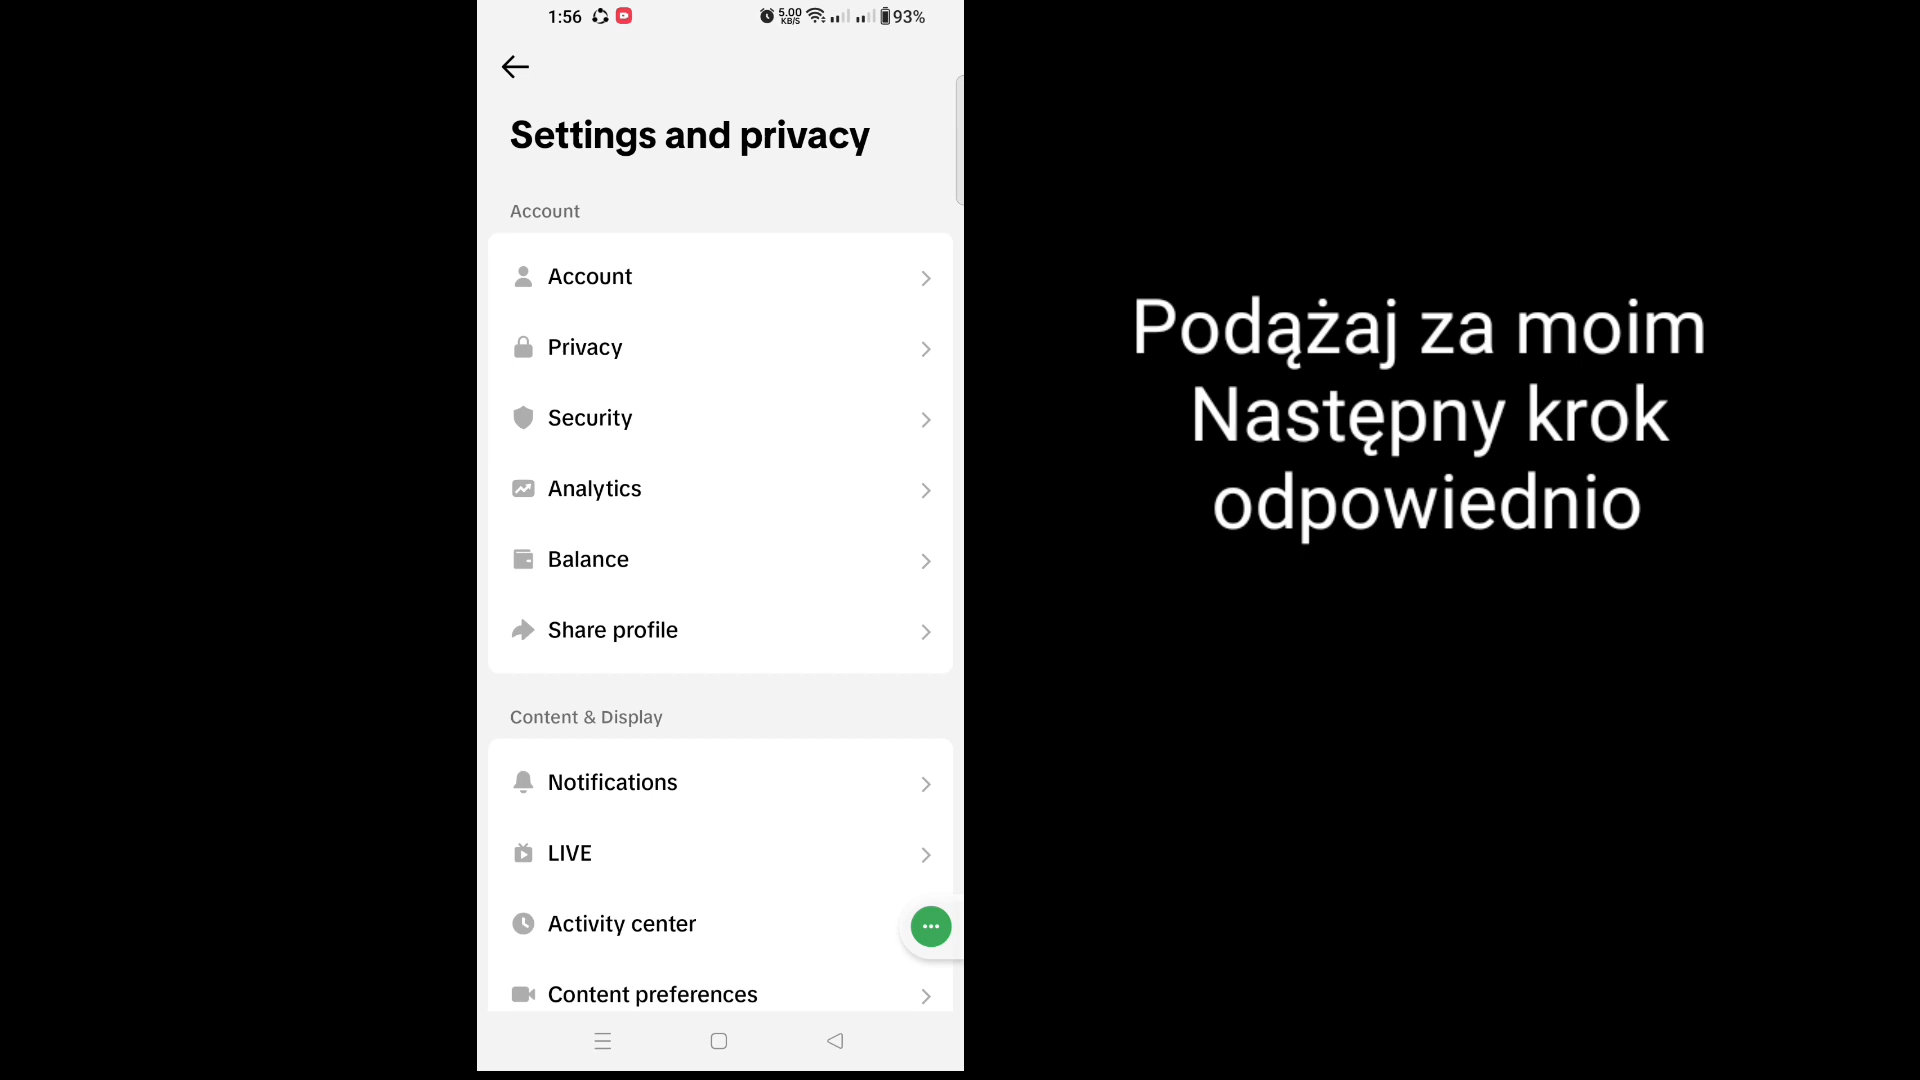 1:56
5.00
KB/S
93%
Settings and privacy
Account
Account
Privacy
Security
Analytics
Balance
Share profile
Content & Display
Notifications
LIVE
Activity center
Content preferences
Podążaj za moim
Następny krok
odpowiednio